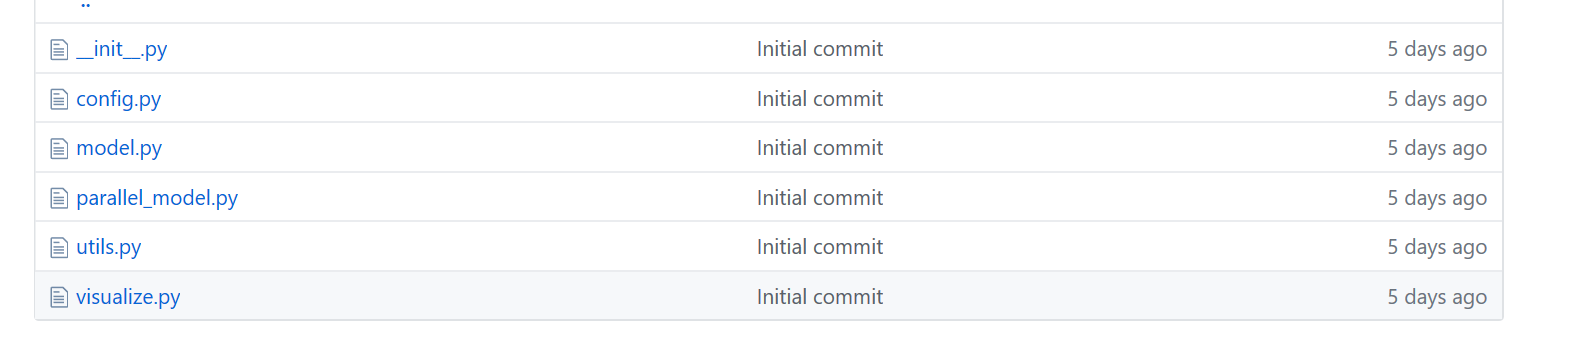 ..
__init__.py Initial commit 5 days ago
config.py Initial commit 5 days ago
model.py Initial commit 5 days ago
parallel_model.py Initial commit 5 days ago
utils.py Initial commit 5 days ago
visualize.py Initial commit 5 days ago